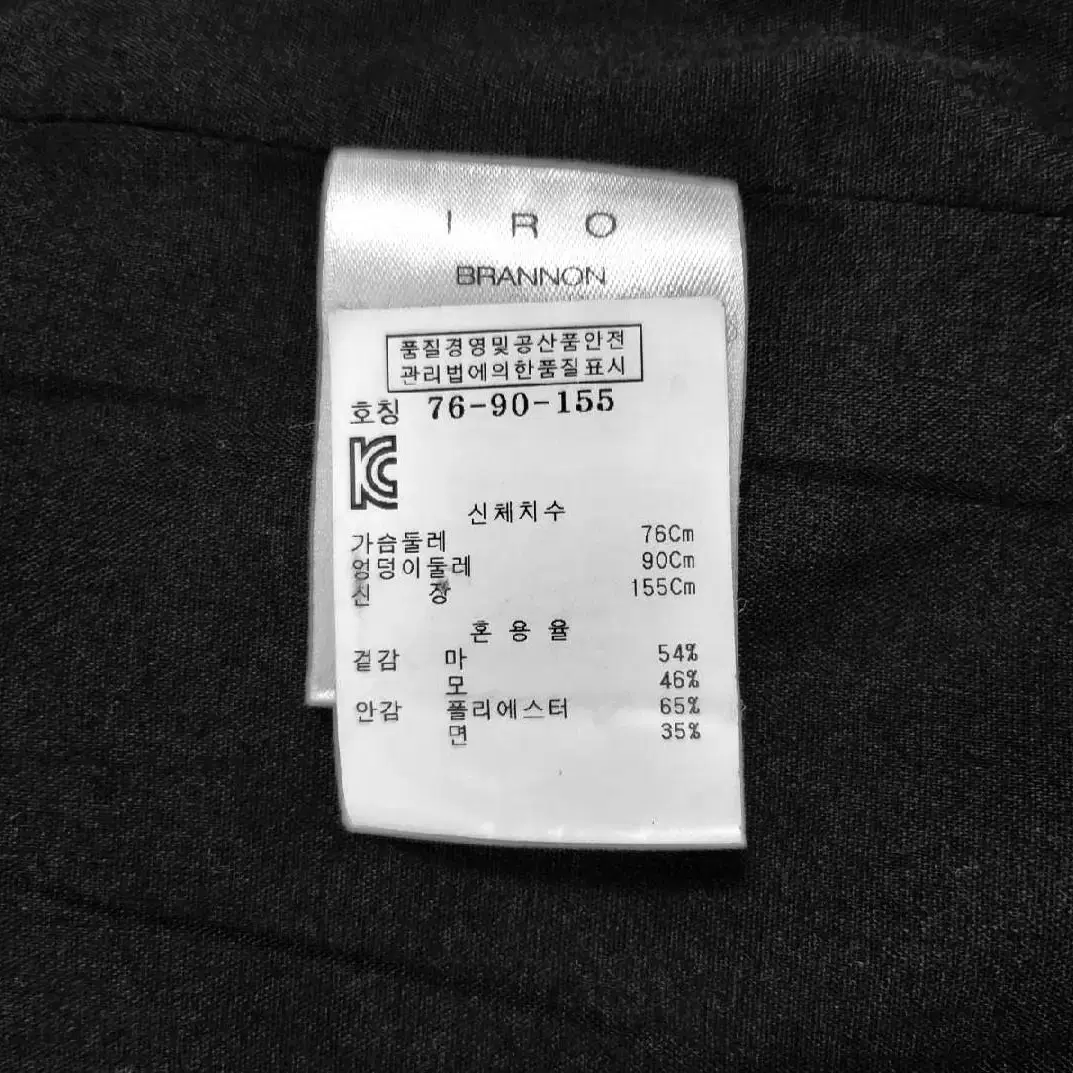 I R O
BRANNON
품질경영및공산품안전
관리법에의한품질표시
호칭 76-90-155
신체치수
가슴둘레 76Cm
엉덩이둘레 90Cm
신 장 155Cm
혼 용 율
겉감 마 54%
모 46%
안감 폴리에스터 65%
면 35%